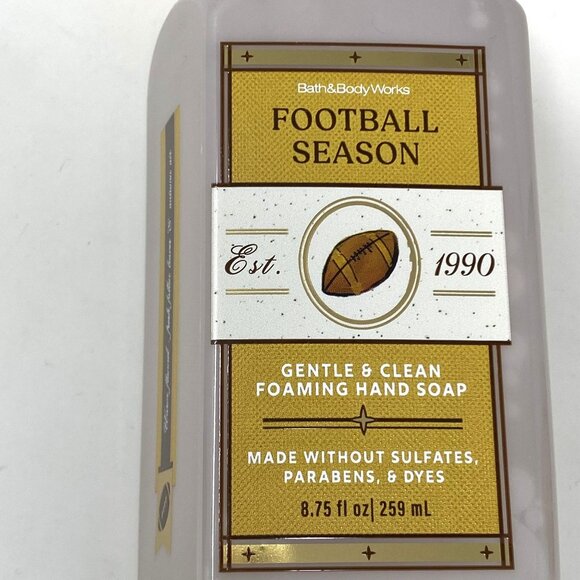 Bath&BodyWorks
FOOTBALL
SEASON
Est. 1990
GENTLE & CLEAN
FOAMING HAND SOAP
MADE WITHOUT SULFATES,
PARABENS, & DYES
8.75 fl oz| 259 mL